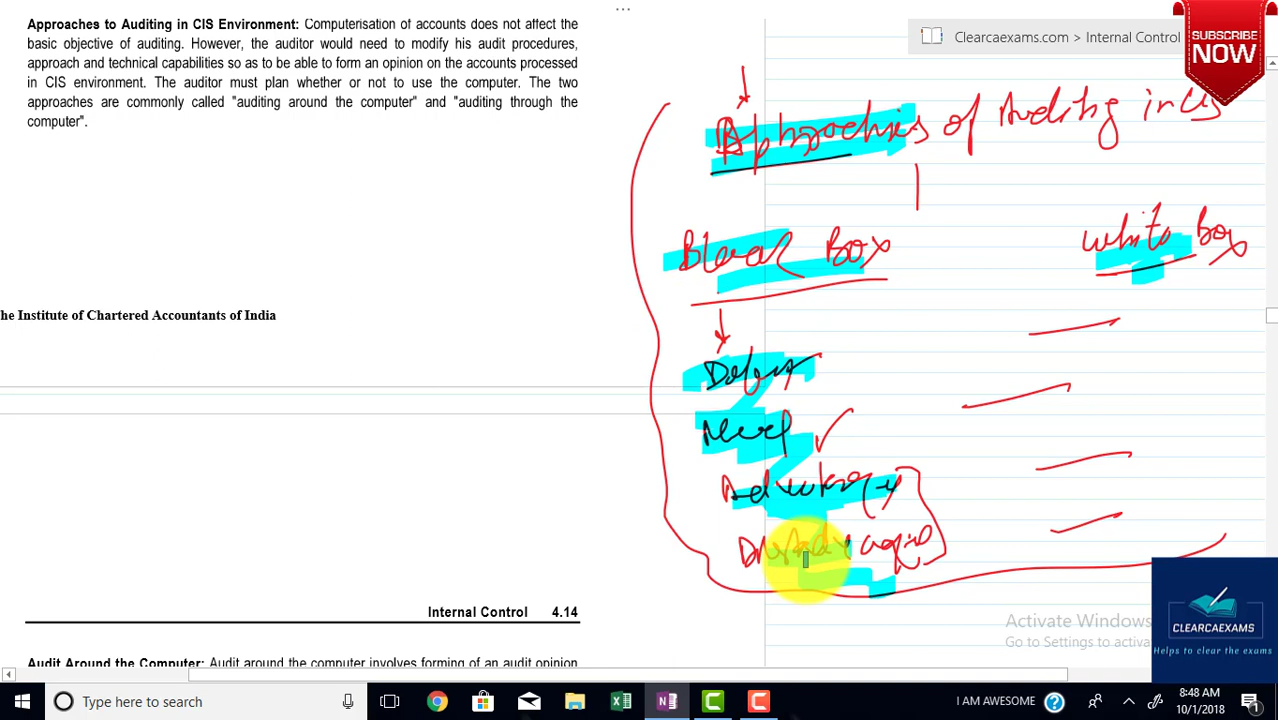 Approaches to Auditing in CIS Environment: Computerisation of accounts does not affect the
basic objective of auditing. However, the auditor would need to modify his audit procedures,
approach and technical capabilities so as to be able to form an opinion on the accounts processed
in CIS environment. The auditor must plan whether or not to use the computer. The two
approaches are commonly called "auditing around the computer" and "auditing through the
computer".
he Institute of Chartered Accountants of India
Internal Control 4.14
Audit Around the Computer: Audit around the computer involves forming of an audit opinion
Clearcaexams.com > Internal Control
SUBSCRIBE
NOW
of Auditing in CIS
Box
White Box
Need
Activate Windows
Go to Settings to activa
CLEARCAEXAMS
Helps to clear the exams
Type here to search
I AM AWESOME
8:48 AM
10/1/2018
1